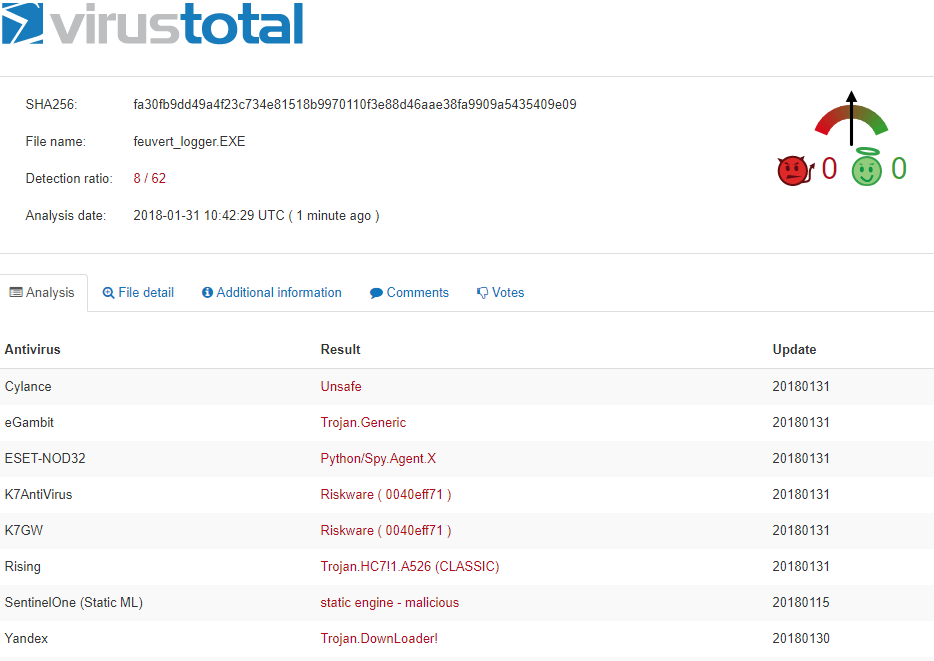 virustotal
SHA256: fa30fb9dd49a4f23c734e81518b9970110f3e88d46aae38fa9909a5435409e09
File name: feuvert_logger.EXE
Detection ratio: 8 / 62
Analysis date: 2018-01-31 10:42:29 UTC ( 1 minute ago )
0 0
Analysis File detail Additional information Comments Votes
Antivirus Result Update
Cylance Unsafe 20180131
eGambit Trojan.Generic 20180131
ESET-NOD32 Python/Spy.Agent.X 20180131
K7AntiVirus Riskware ( 0040eff71 ) 20180131
K7GW Riskware ( 0040eff71 ) 20180131
Rising Trojan.HC7!1.A526 (CLASSIC) 20180131
SentinelOne (Static ML) static engine - malicious 20180115
Yandex Trojan.DownLoader! 20180130